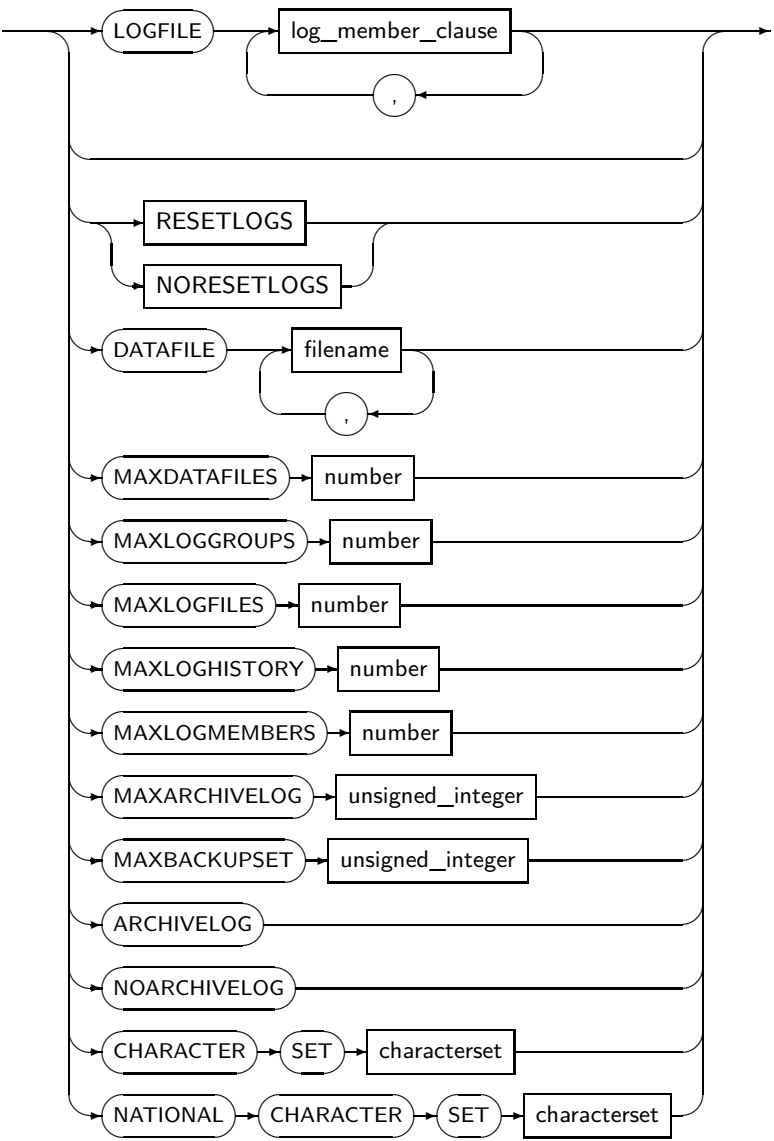 LOGFILE log_member_clause
,
RESETLOGS
NORESETLOGS
DATAFILE filename
,
MAXDATAFILES number
MAXLOGGROUPS number
MAXLOGFILES number
MAXLOGHISTORY number
MAXLOGMEMBERS number
MAXARCHIVELOG unsigned_integer
MAXBACKUPSET unsigned_integer
ARCHIVELOG
NOARCHIVELOG
CHARACTER SET characterset
NATIONAL CHARACTER SET characterset